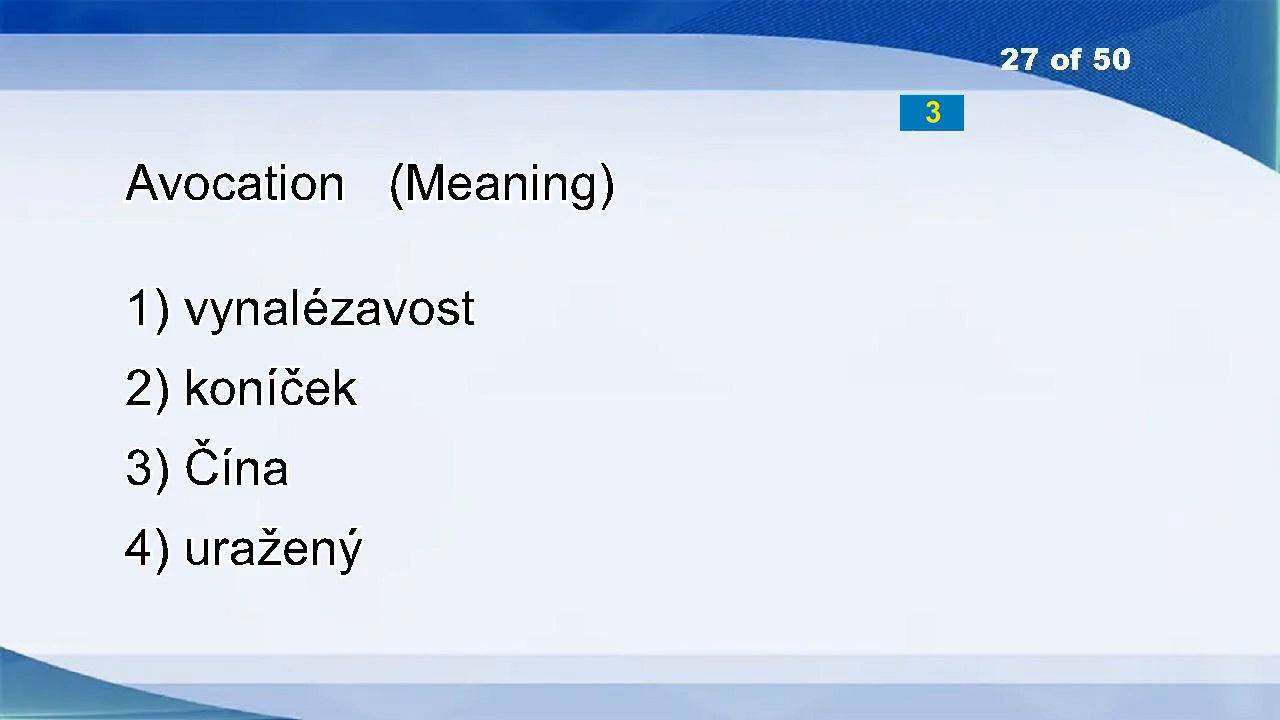 27 of 50
3
Avocation (Meaning)
1) vynalézavost
2) koníček
3) Čína
4) uražený